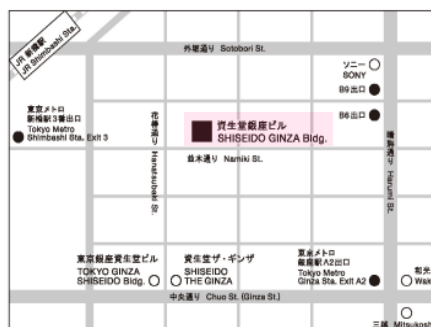 JR 新橋駅
JR Shimbashi Sta.
外堀通り Sotobori St.
ソニー
SONY
B9出口
B6出口
東京メトロ
新橋駅3番出口
Tokyo Metro
Shimbashi Sta. Exit 3
花椿通り Hanatsubaki St.
資生堂銀座ビル
SHISEIDO GINZA Bldg.
並木通り Namiki St.
晴海通り Harumi St.
東京銀座資生堂ビル
TOKYO GINZA
SHISEIDO Bldg.
資生堂ザ・ギンザ
SHISEIDO
THE GINZA
東京メトロ
銀座駅A2出口
Tokyo Metro
Ginza Sta. Exit A2
和光
Wak
中央通り Chuo St. (Ginza St.)
三越 Mitsukosh